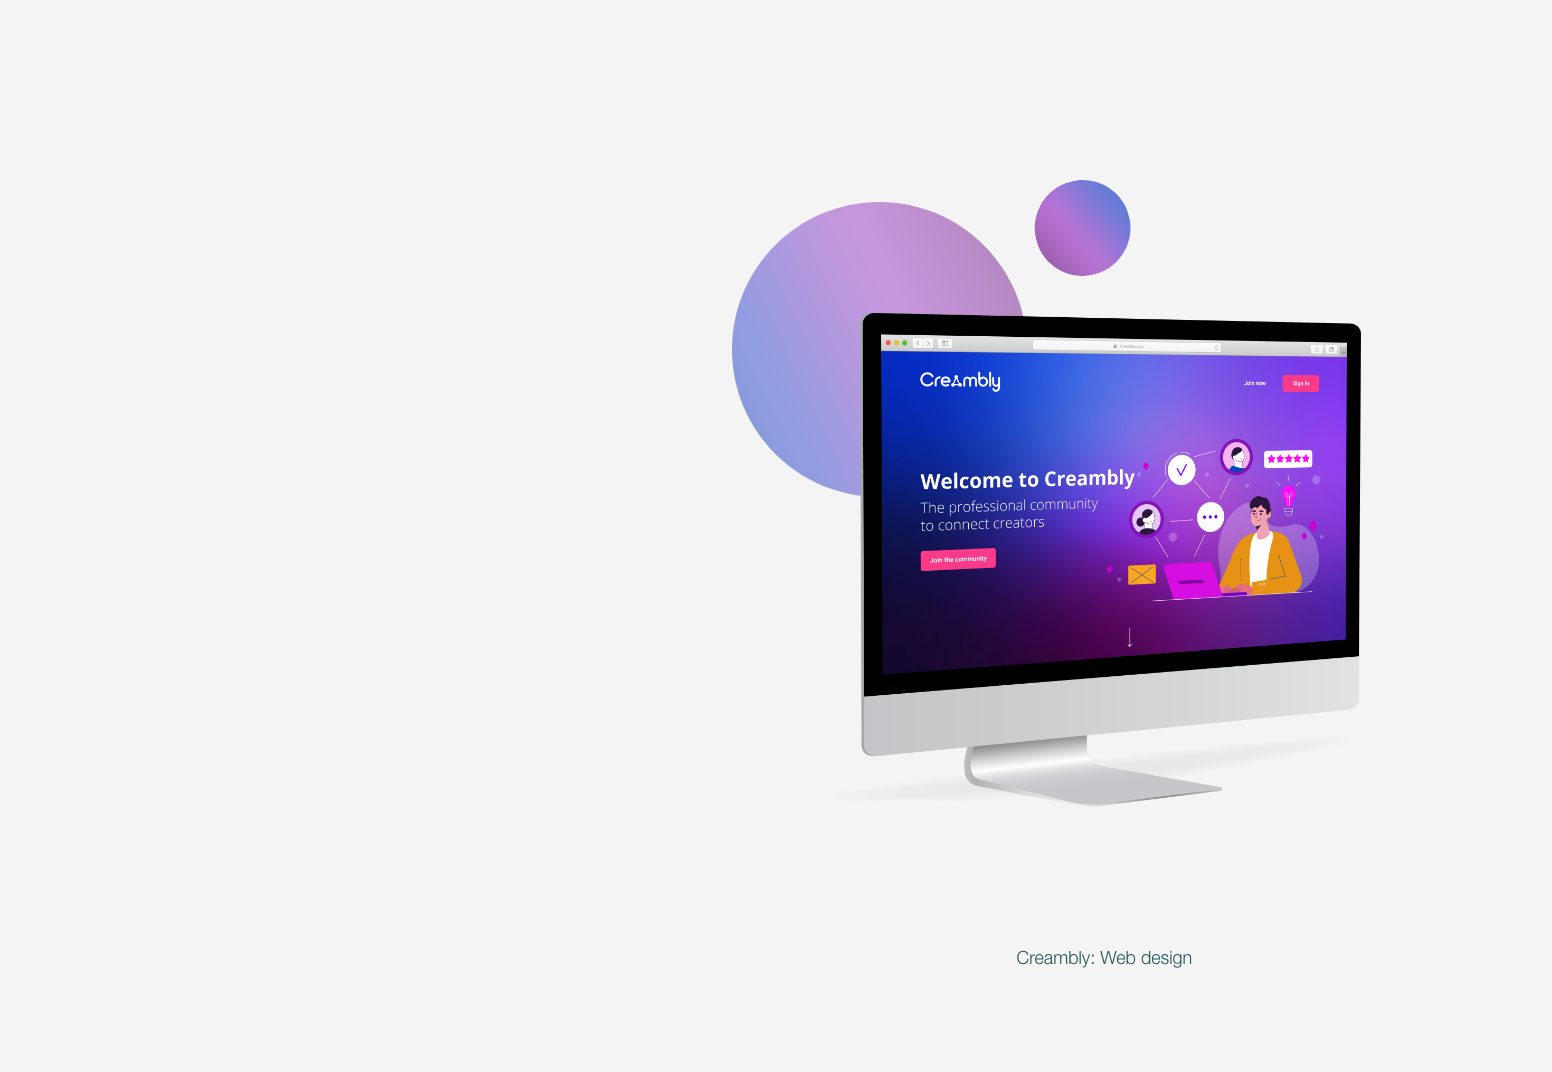 Creambly
Join now
Sign in
Welcome to Creambly
The professional community
to connect creators
Join the community
Creambly: Web design